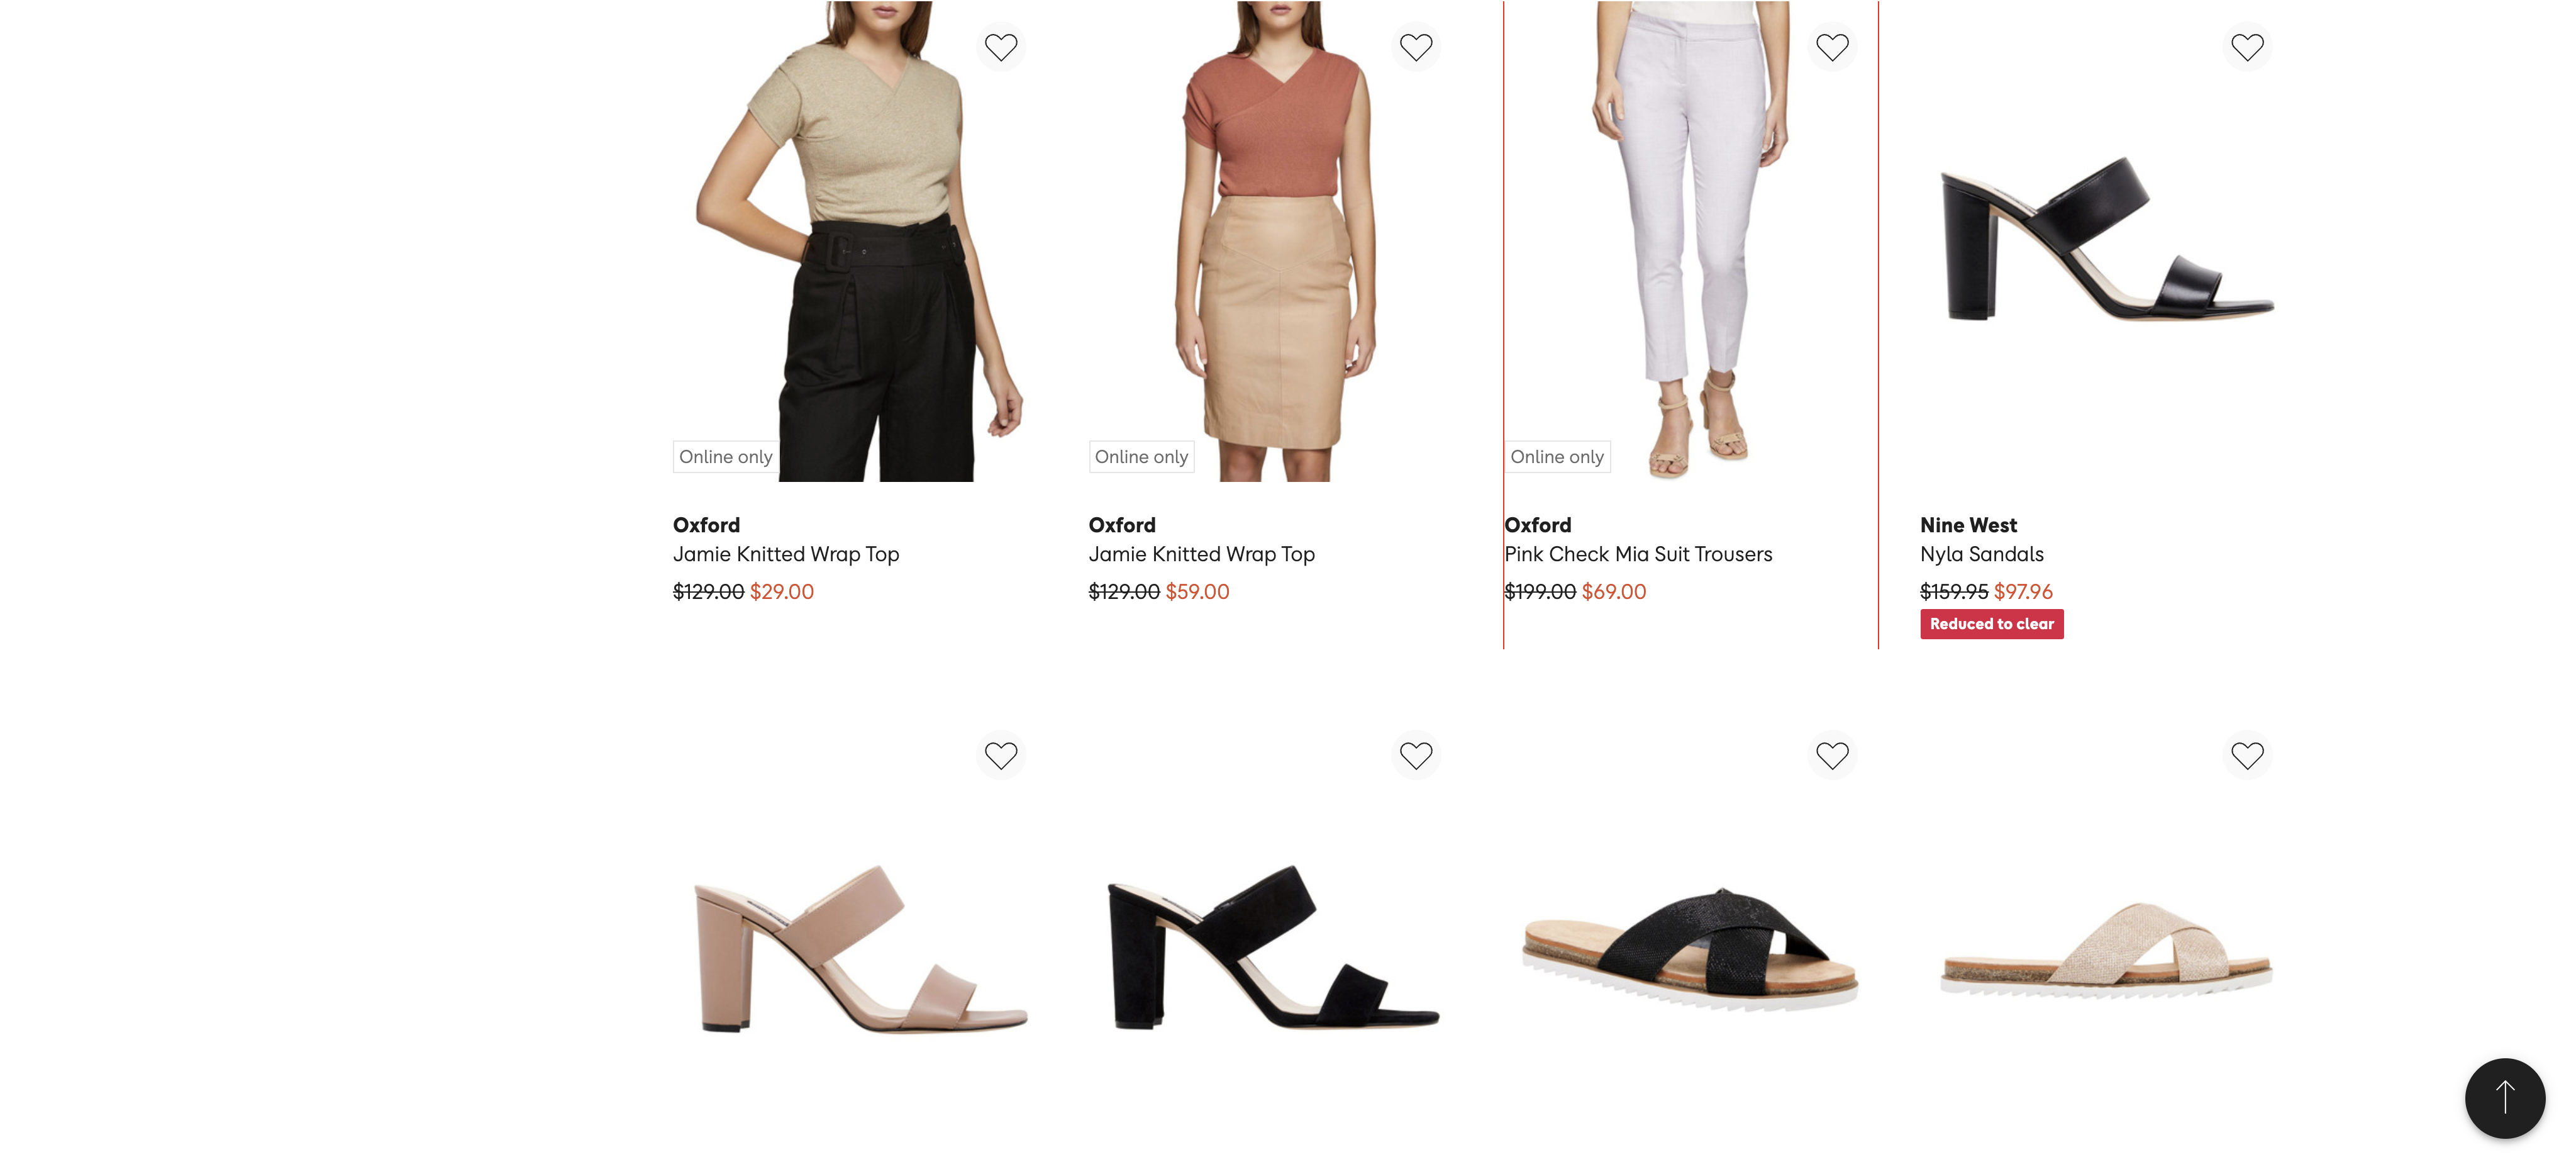 Online only
Online only
Online only
Oxford
Jamie Knitted Wrap Top
$129.00 $29.00
Oxford
Jamie Knitted Wrap Top
$129.00 $59.00
Oxford
Pink Check Mia Suit Trousers
$199.00 $69.00
Nine West
Nyla Sandals
$159.95 $97.96
Reduced to clear